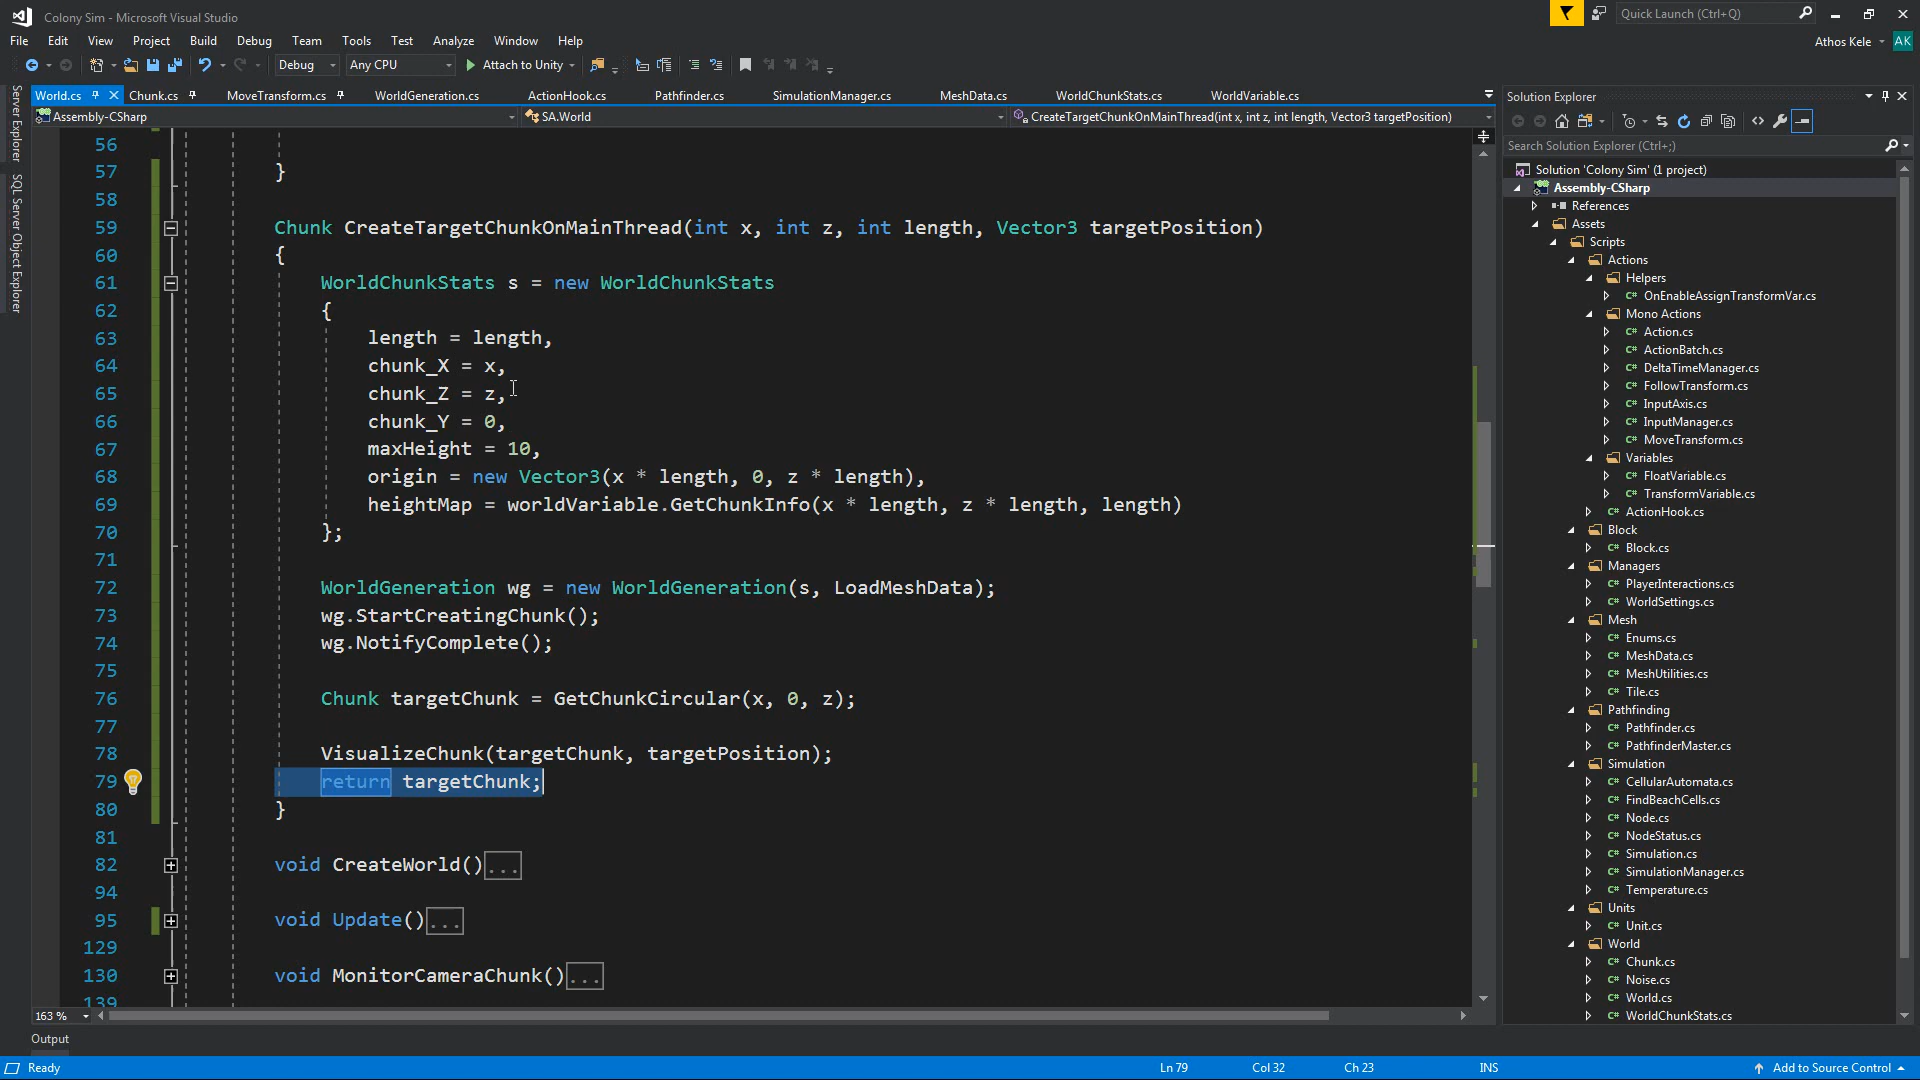 Colony Sim - Microsoft Visual Studio
Quick Launch (Ctrl+Q)
File Edit View Project Build Debug Team Tools Test Analyze Window Help
Athos Kele AK
Debug Any CPU Attach to Unity
World.cs Chunk.cs MoveTransform.cs WorldGeneration.cs ActionHook.cs Pathfinder.cs SimulationManager.cs MeshData.cs WorldChunkStats.cs WorldVariable.cs
Assembly-CSharp SA.World CreateTargetChunkOnMainThread(int x, int z, int length, Vector3 targetPosition)
Server Explorer
SQL Server Object Explorer
56
57 }
58
59 Chunk CreateTargetChunkOnMainThread(int x, int z, int length, Vector3 targetPosition)
60 {
61 WorldChunkStats s = new WorldChunkStats
62 {
63 length = length,
64 chunk_X = x,
65 chunk_Z = z,
66 chunk_Y = 0,
67 maxHeight = 10,
68 origin = new Vector3(x * length, 0, z * length),
69 heightMap = worldVariable.GetChunkInfo(x * length, z * length, length)
70 };
71
72 WorldGeneration wg = new WorldGeneration(s, LoadMeshData);
73 wg.StartCreatingChunk();
74 wg.NotifyComplete();
75
76 Chunk targetChunk = GetChunkCircular(x, 0, z);
77
78 VisualizeChunk(targetChunk, targetPosition);
79 return targetChunk;
80 }
81
82 void CreateWorld()...
94
95 void Update()...
129
130 void MonitorCameraChunk()...
139
163 %
Output
Ready Ln 79 Col 32 Ch 23 INS Add to Source Control
Solution Explorer
Search Solution Explorer (Ctrl+;)
Solution 'Colony Sim' (1 project)
Assembly-CSharp
References
Assets
Scripts
Actions
Helpers
OnEnableAssignTransformVar.cs
Mono Actions
Action.cs
ActionBatch.cs
DeltaTimeManager.cs
FollowTransform.cs
InputAxis.cs
InputManager.cs
MoveTransform.cs
Variables
FloatVariable.cs
TransformVariable.cs
ActionHook.cs
Block
Block.cs
Managers
PlayerInteractions.cs
WorldSettings.cs
Mesh
Enums.cs
MeshData.cs
MeshUtilities.cs
Tile.cs
Pathfinding
Pathfinder.cs
PathfinderMaster.cs
Simulation
CellularAutomata.cs
FindBeachCells.cs
Node.cs
NodeStatus.cs
Simulation.cs
SimulationManager.cs
Temperature.cs
Units
Unit.cs
World
Chunk.cs
Noise.cs
World.cs
WorldChunkStats.cs